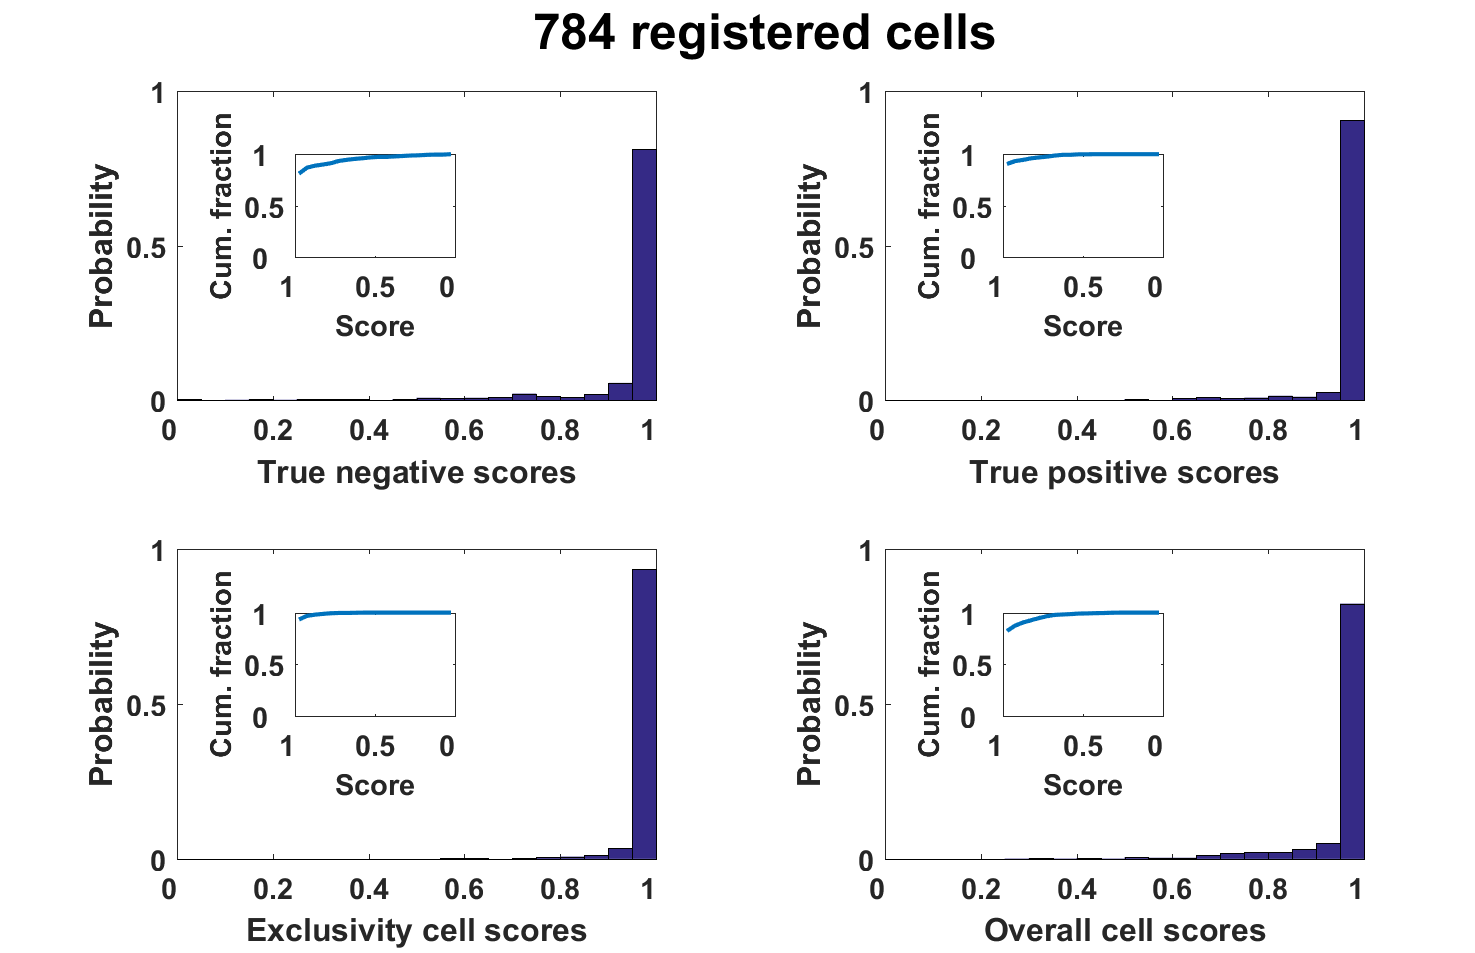 784 registered cells
1
0.5
0
Probability
0 0.2 0.4 0.6 0.8 1
True negative scores
1
0.5
0
Cum. fraction
1 0.5 0
Score
1
0.5
0
Probability
0 0.2 0.4 0.6 0.8 1
True positive scores
1
0.5
0
Cum. fraction
1 0.5 0
Score
1
0.5
0
Probability
0 0.2 0.4 0.6 0.8 1
Exclusivity cell scores
1
0.5
0
Cum. fraction
1 0.5 0
Score
1
0.5
0
Probability
0 0.2 0.4 0.6 0.8 1
Overall cell scores
1
0.5
0
Cum. fraction
1 0.5 0
Score